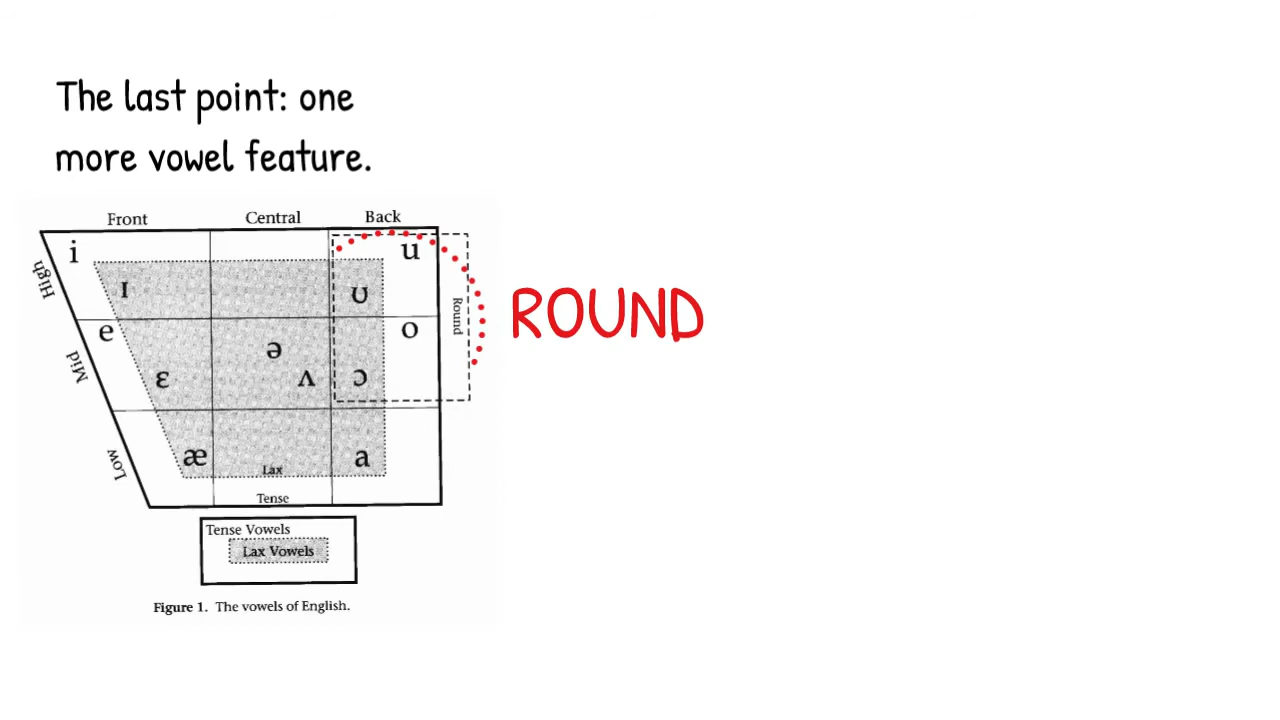 The last point: one
more vowel feature.
Front Central Back
i u
High
ɪ ʊ
Round
ROUND
e o
Mid
ə
ɛ ʌ ɔ
Low
æ a
Lax
Tense
Tense Vowels
Lax Vowels
Figure 1. The vowels of English.